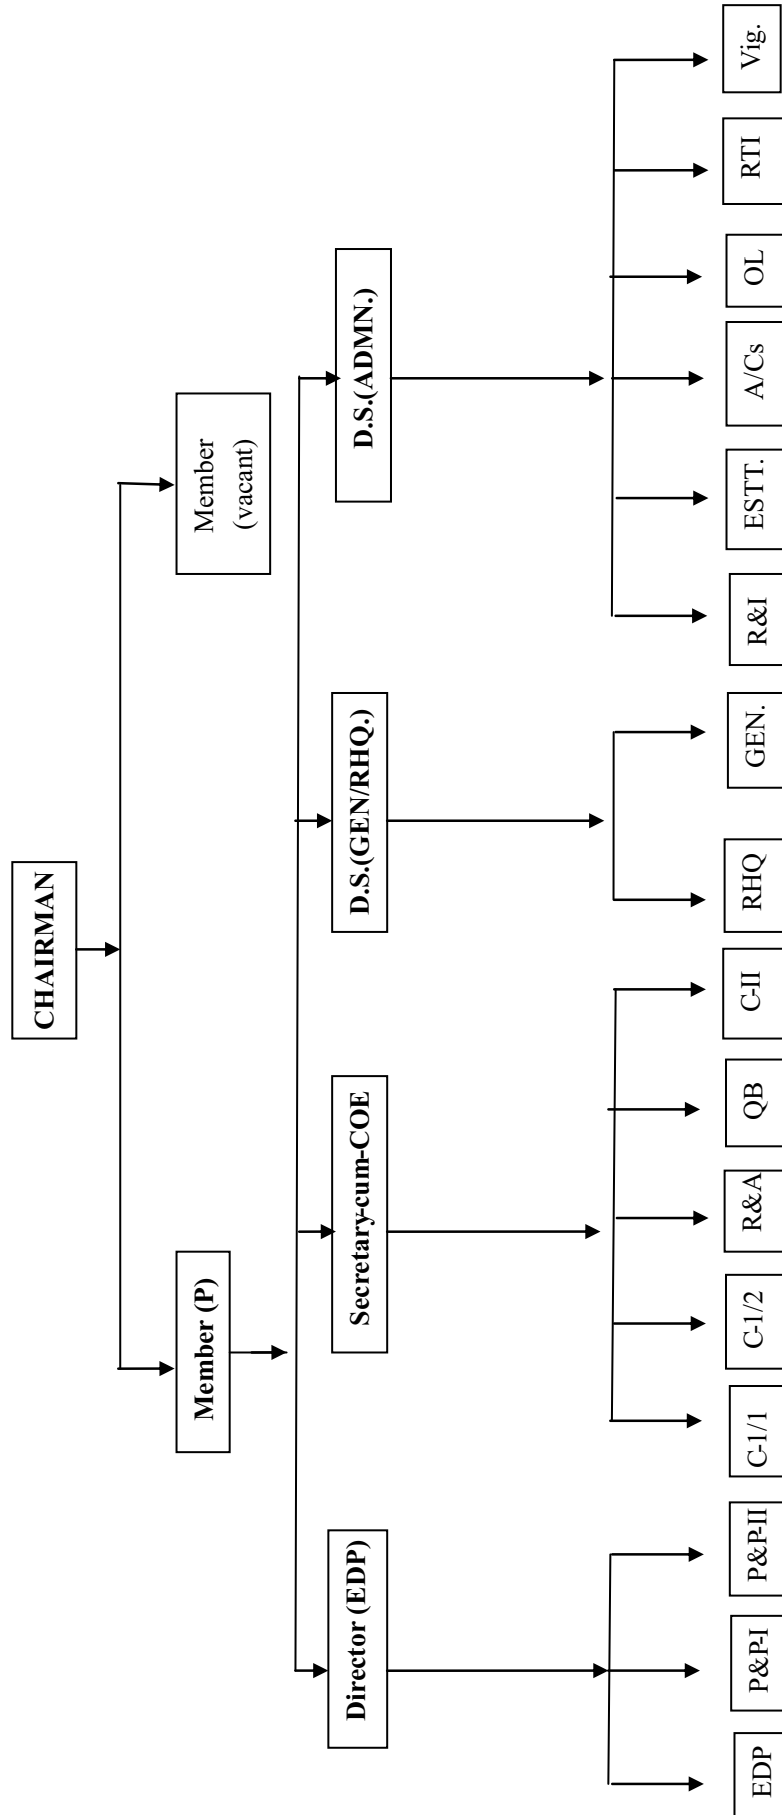 CHAIRMAN
Member (P)
Member
(vacant)
Director (EDP)
Secretary-cum-COE
D.S.(GEN/RHQ.)
D.S.(ADMN.)
EDP
P&P-I
P&P-II
C-1/1
C-1/2
R&A
QB
C-II
RHQ
GEN.
R&I
ESTT.
A/Cs
OL
RTI
Vig.